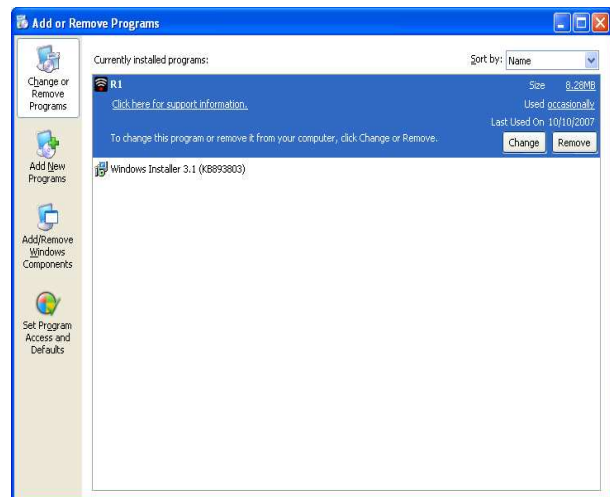 Add or Remove Programs
Change or
Remove
Programs
Add New
Programs
Add/Remove
Windows
Components
Set Program
Access and
Defaults
Currently installed programs:
Sort by: Name
R1
Size 8.28MB
Click here for support information.
Used occasionally
Last Used On 10/10/2007
To change this program or remove it from your computer, click Change or Remove.
Change Remove
Windows Installer 3.1 (KB893803)